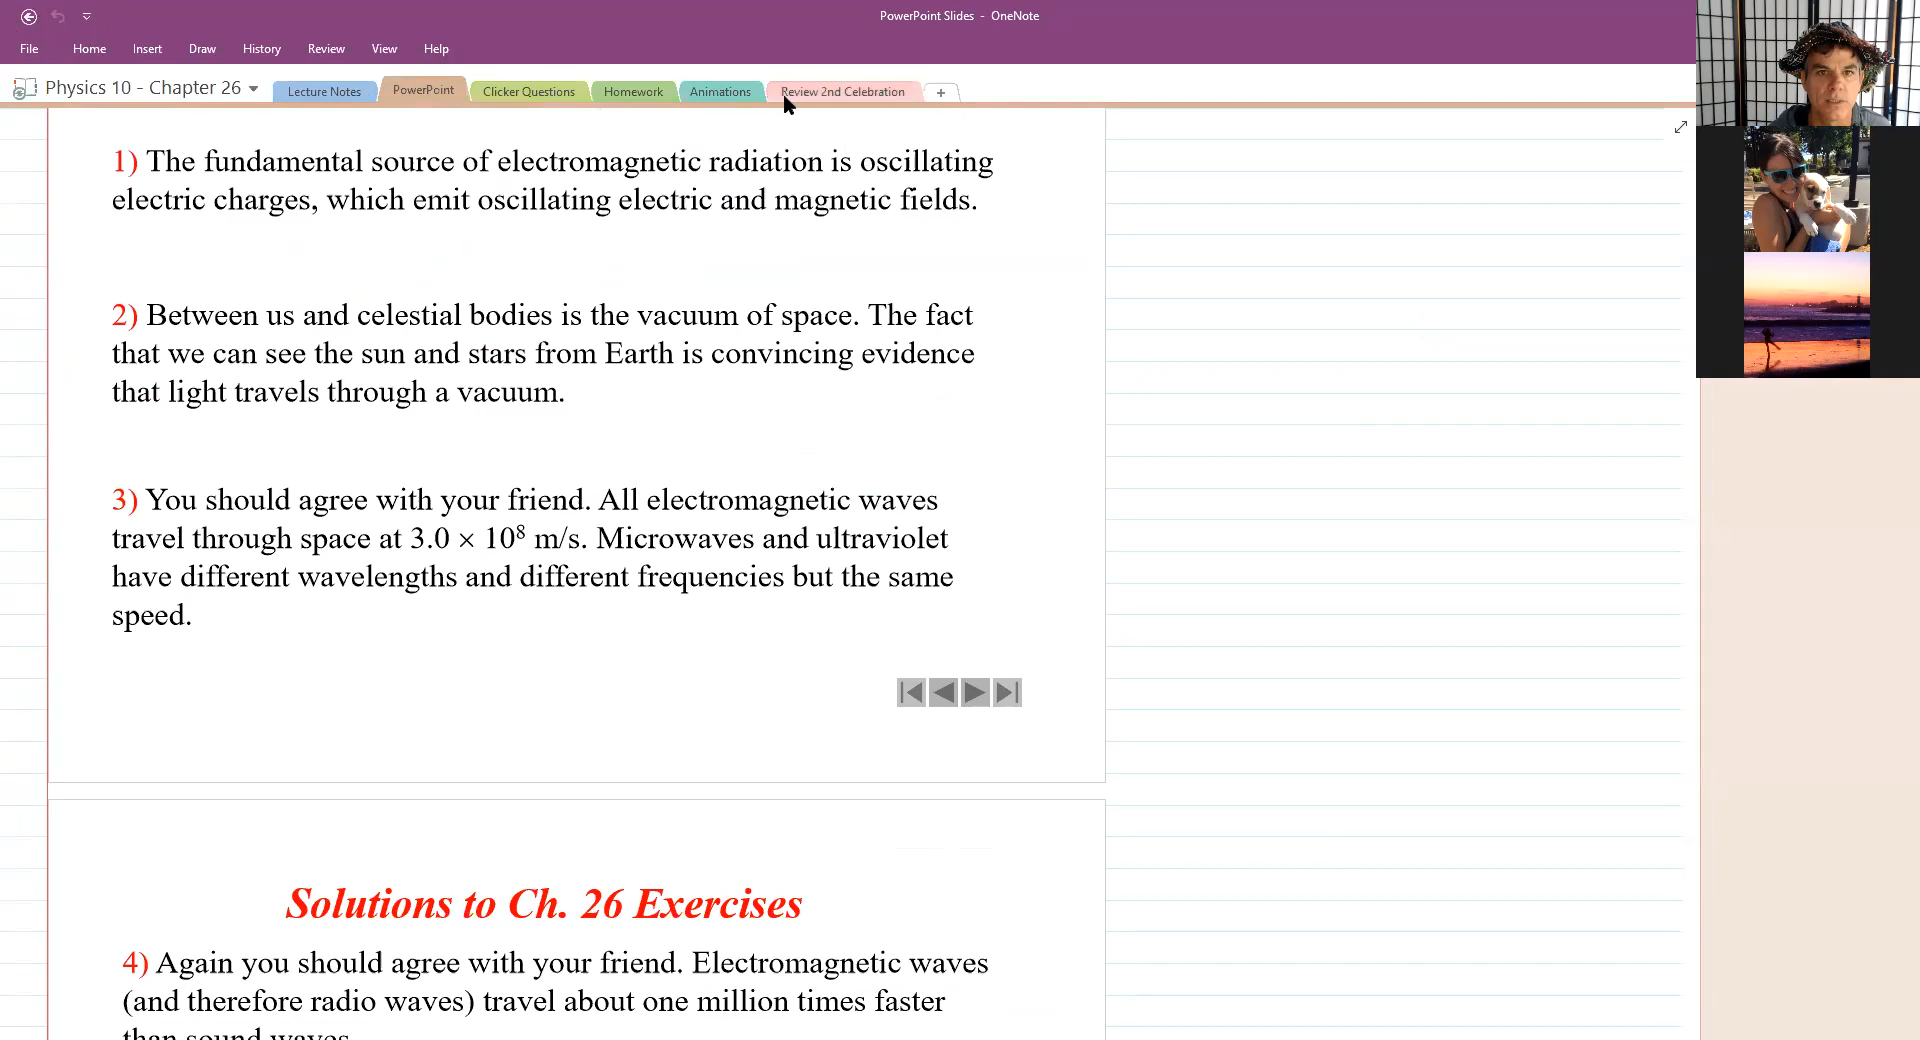 PowerPoint Slides - OneNote
File Home Insert Draw History Review View Help
Physics 10 - Chapter 26 Lecture Notes PowerPoint Clicker Questions Homework Animations Review 2nd Celebration +
1) The fundamental source of electromagnetic radiation is oscillating
electric charges, which emit oscillating electric and magnetic fields.
2) Between us and celestial bodies is the vacuum of space. The fact
that we can see the sun and stars from Earth is convincing evidence
that light travels through a vacuum.
3) You should agree with your friend. All electromagnetic waves
travel through space at 3.0 × 10⁸ m/s. Microwaves and ultraviolet
have different wavelengths and different frequencies but the same
speed.
Solutions to Ch. 26 Exercises
4) Again you should agree with your friend. Electromagnetic waves
(and therefore radio waves) travel about one million times faster
than sound waves.